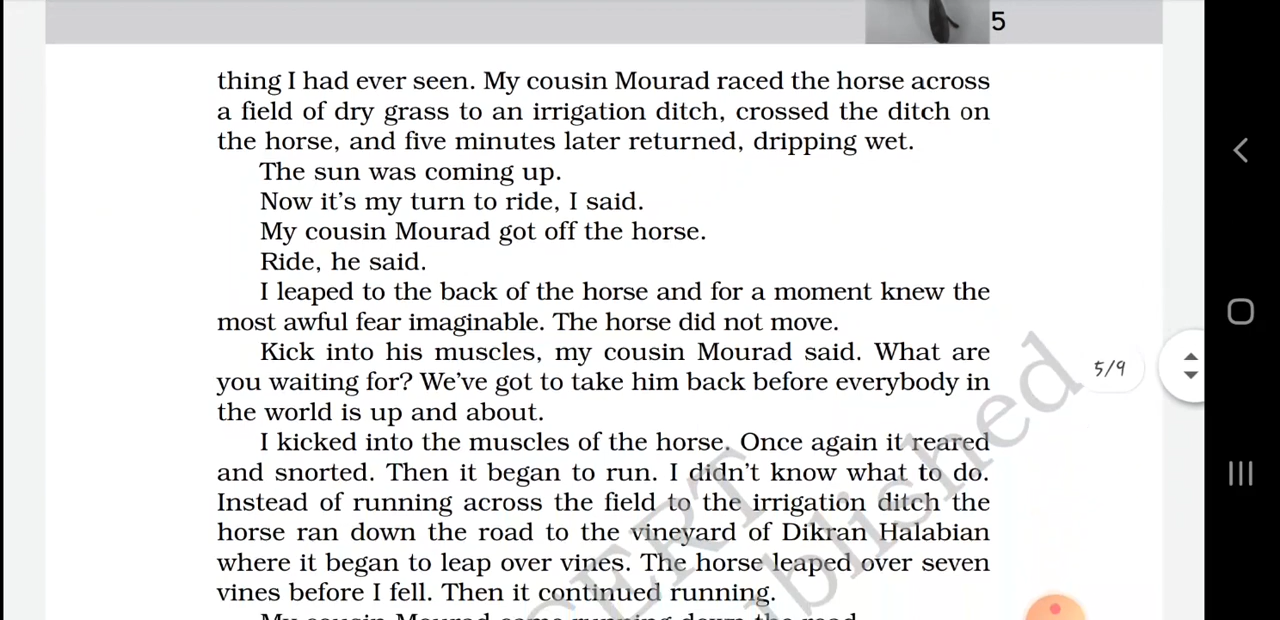 5
thing I had ever seen. My cousin Mourad raced the horse across
a field of dry grass to an irrigation ditch, crossed the ditch on
the horse, and five minutes later returned, dripping wet.
The sun was coming up.
Now it's my turn to ride, I said.
My cousin Mourad got off the horse.
Ride, he said.
I leaped to the back of the horse and for a moment knew the
most awful fear imaginable. The horse did not move.
Kick into his muscles, my cousin Mourad said. What are
you waiting for? We've got to take him back before everybody in
the world is up and about.
I kicked into the muscles of the horse. Once again it reared
and snorted. Then it began to run. I didn't know what to do.
Instead of running across the field to the irrigation ditch the
horse ran down the road to the vineyard of Dikran Halabian
where it began to leap over vines. The horse leaped over seven
vines before I fell. Then it continued running.
My cousin Mourad came running down the road
5/9